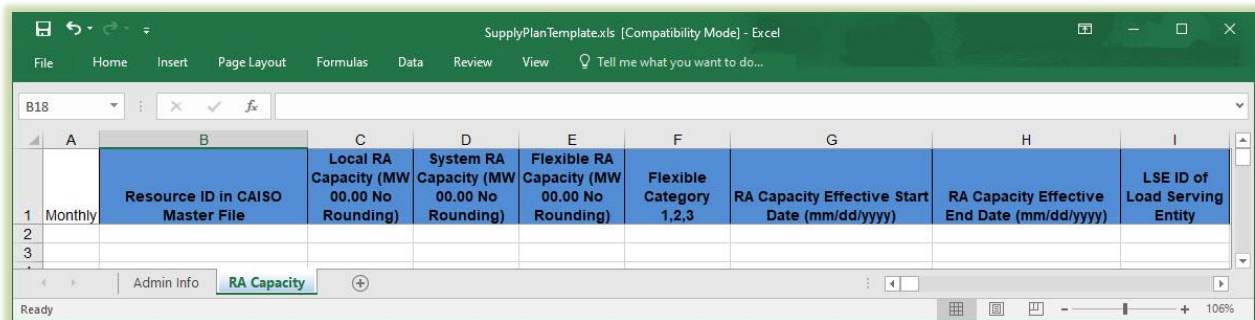 SupplyPlanTemplate.xls [Compatibility Mode] - Excel
File Home Insert Page Layout Formulas Data Review View Tell me what you want to do...
B18 fx
A B C D E F G H I
1 Monthly
Resource ID in CAISO
Master File
Local RA
Capacity (MW
00.00 No
Rounding)
System RA
Capacity (MW
00.00 No
Rounding)
Flexible RA
Capacity (MW
00.00 No
Rounding)
Flexible
Category
1,2,3
RA Capacity Effective Start
Date (mm/dd/yyyy)
RA Capacity Effective
End Date (mm/dd/yyyy)
LSE ID of
Load Serving
Entity
2
3
Admin Info RA Capacity
Ready 106%